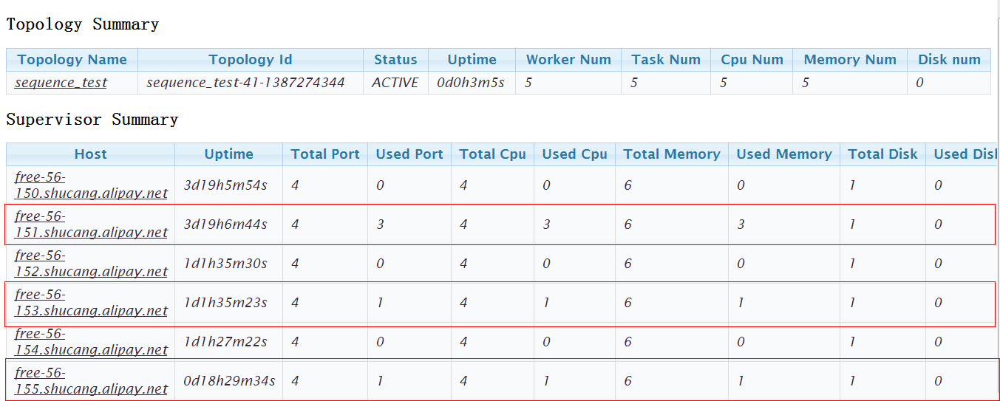 Topology Summary
Topology Name Topology Id Status Uptime Worker Num Task Num Cpu Num Memory Num Disk num
sequence_test sequence_test-41-1387274344 ACTIVE 0d0h3m5s 5 5 5 5 0
Supervisor Summary
Host Uptime Total Port Used Port Total Cpu Used Cpu Total Memory Used Memory Total Disk Used
free-56-
150.shucang.alipay.net 3d19h5m54s 4 0 4 0 6 0 1 0
free-56-
151.shucang.alipay.net 3d19h6m44s 4 3 4 3 6 3 1 0
free-56-
152.shucang.alipay.net 1d1h35m30s 4 0 4 0 6 0 1 0
free-56-
153.shucang.alipay.net 1d1h35m23s 4 1 4 1 6 1 1 0
free-56-
154.shucang.alipay.net 1d1h27m22s 4 0 4 0 6 0 1 0
free-56-
155.shucang.alipay.net 0d18h29m34s 4 1 4 1 6 1 1 0